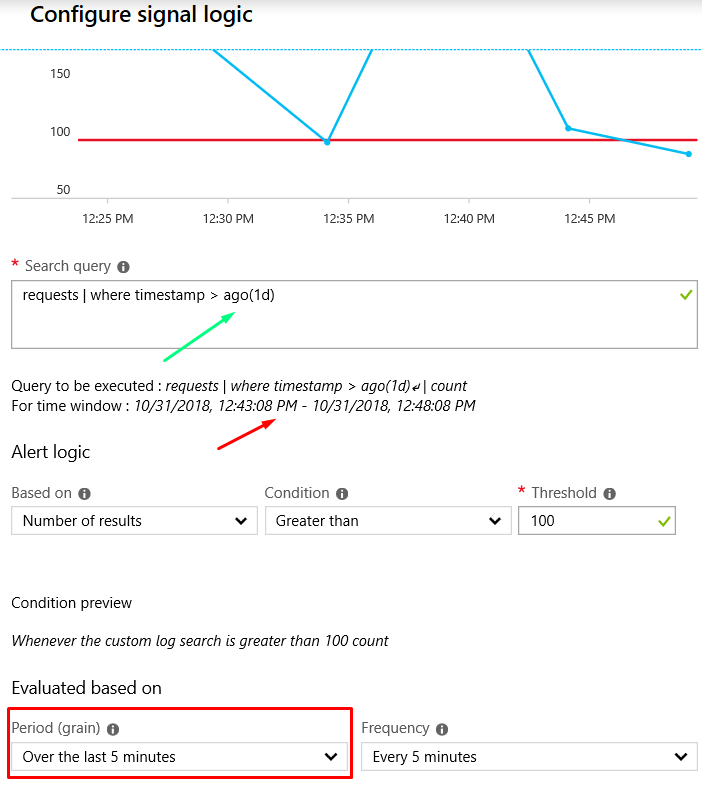 Configure signal logic
150
100
50
12:25 PM 12:30 PM 12:35 PM 12:40 PM 12:45 PM
* Search query
requests | where timestamp > ago(1d)
Query to be executed : requests | where timestamp > ago(1d)↵| count
For time window : 10/31/2018, 12:43:08 PM - 10/31/2018, 12:48:08 PM
Alert logic
Based on Condition * Threshold
Number of results Greater than 100
Condition preview
Whenever the custom log search is greater than 100 count
Evaluated based on
Period (grain) Frequency
Over the last 5 minutes Every 5 minutes